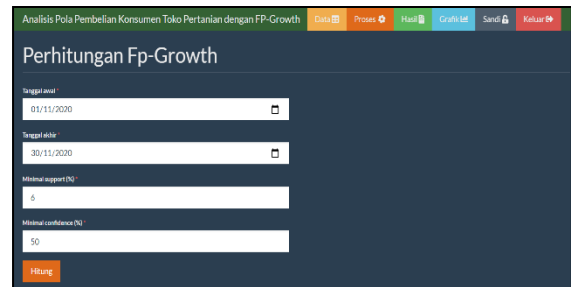 Analisis Pola Pembelian Konsumen Toko Pertanian dengan FP-Growth Data Proses Hasil Grafik Sandi Keluar
Perhitungan Fp-Growth
Tanggal awal *
01/11/2020
Tanggal akhir *
30/11/2020
Minimal support (%) *
6
Minimal confidence (%) *
50
Hitung